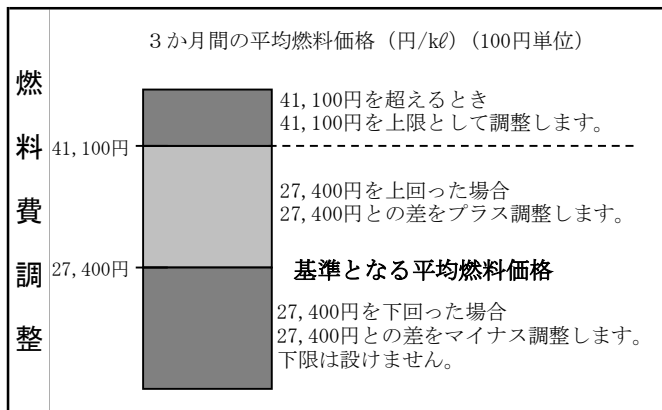 燃料費調整
3か月間の平均燃料価格（円/kℓ）（100円単位）
41,100円を超えるとき
41,100円を上限として調整します。
41,100円
27,400円を上回った場合
27,400円との差をプラス調整します。
27,400円
基準となる平均燃料価格
27,400円を下回った場合
27,400円との差をマイナス調整します。
下限は設けません。